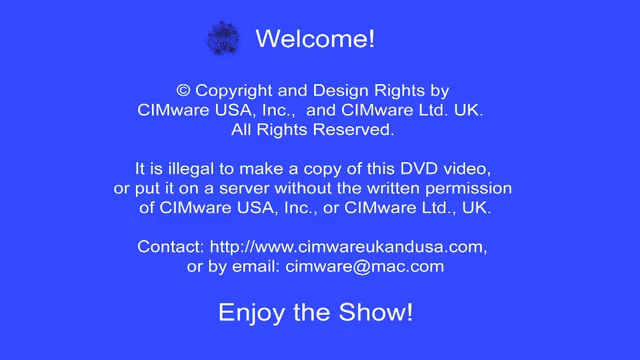 Welcome!
© Copyright and Design Rights by
CIMware USA, Inc.,  and CIMware Ltd. UK.
All Rights Reserved.
It is illegal to make a copy of this DVD video,
or put it on a server without the written permission
of CIMware USA, Inc., or CIMware Ltd., UK.
Contact: http://www.cimwareukandusa.com,
or by email: cimware@mac.com
Enjoy the Show!